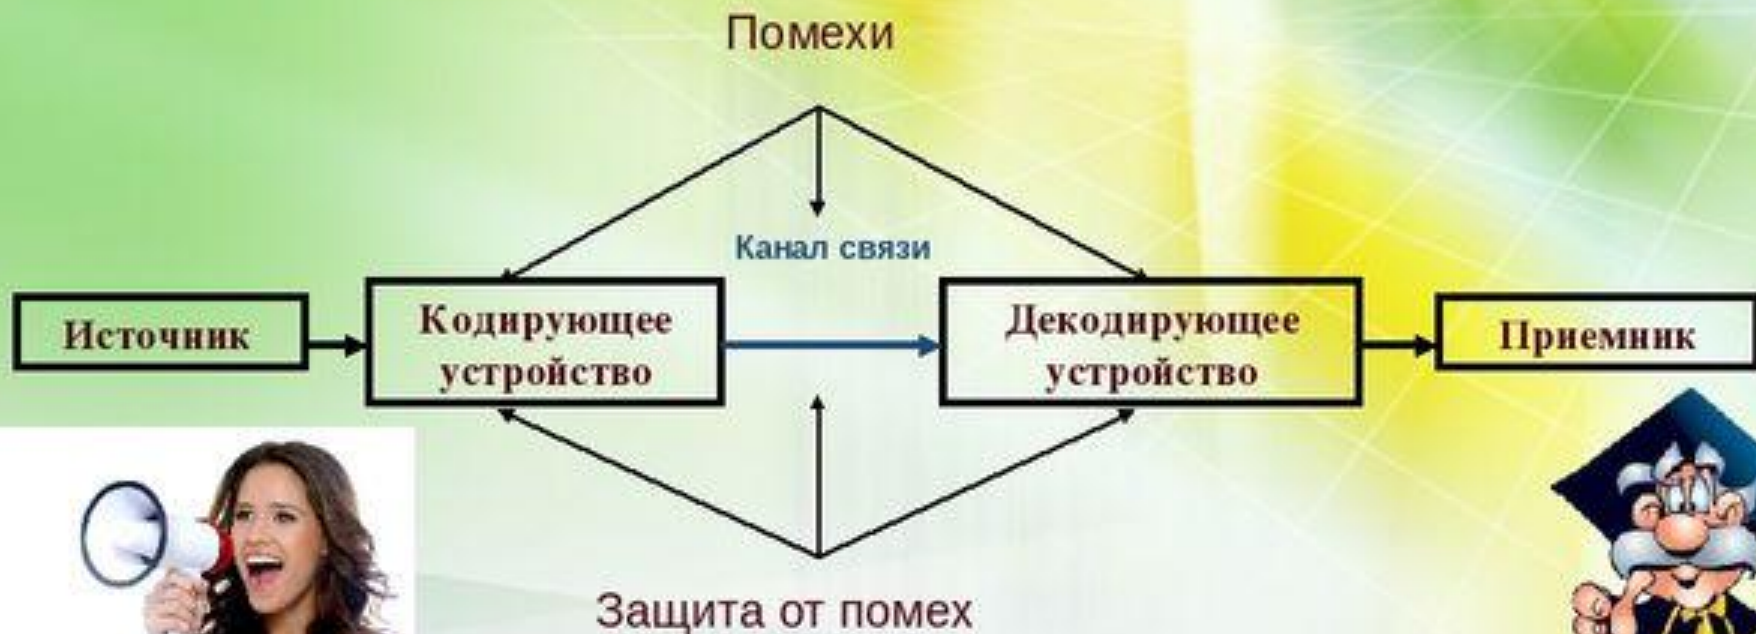 Помехи
Канал связи
Источник
Кодирующее
устройство
Декодирующее
устройство
Приемник
Защита от помех